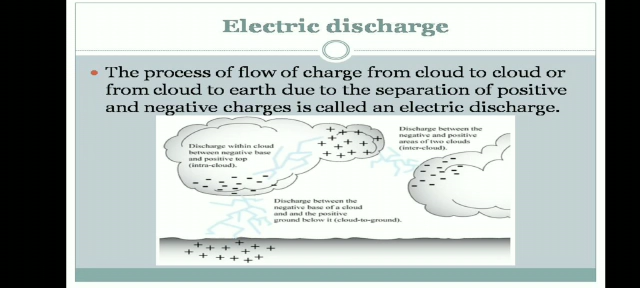 Electric discharge
• The process of flow of charge from cloud to cloud or
from cloud to earth due to the separation of positive
and negative charges is called an electric discharge.
Discharge within cloud
between negative base
and positive top
(intra-cloud).
Discharge between the
negative and positive
areas of two clouds
(inter-cloud).
Discharge between the
negative base of a cloud
and and the positive
ground below it (cloud-to-ground).